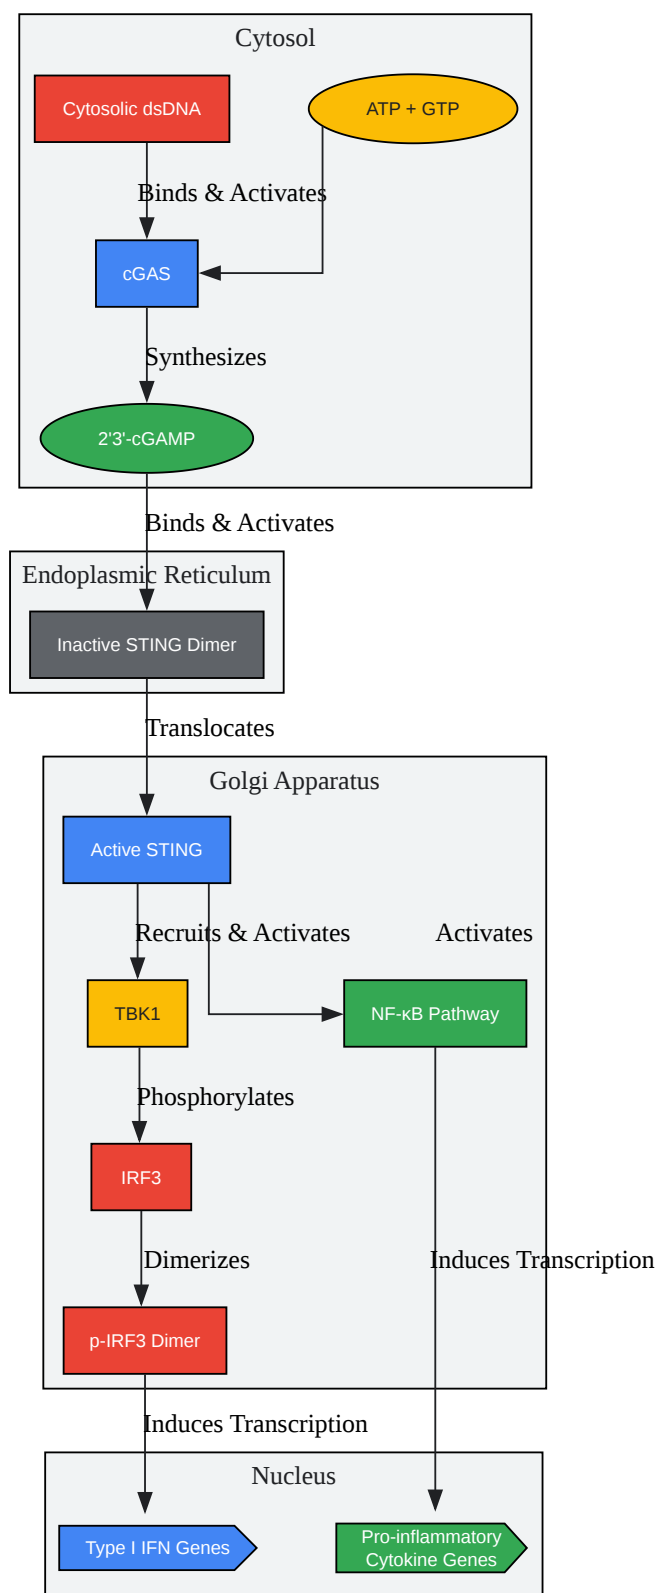 Cytosol
Cytosolic dsDNA
ATP + GTP
Binds & Activates
cGAS
Synthesizes
2'3'-cGAMP
Binds & Activates
Endoplasmic Reticulum
Inactive STING Dimer
Translocates
Golgi Apparatus
Active STING
Recruits & Activates
Activates
TBK1
NF-κB Pathway
Phosphorylates
IRF3
Dimerizes
Induces Transcription
p-IRF3 Dimer
Induces Transcription
Nucleus
Type I IFN Genes
Pro-inflammatory
Cytokine Genes